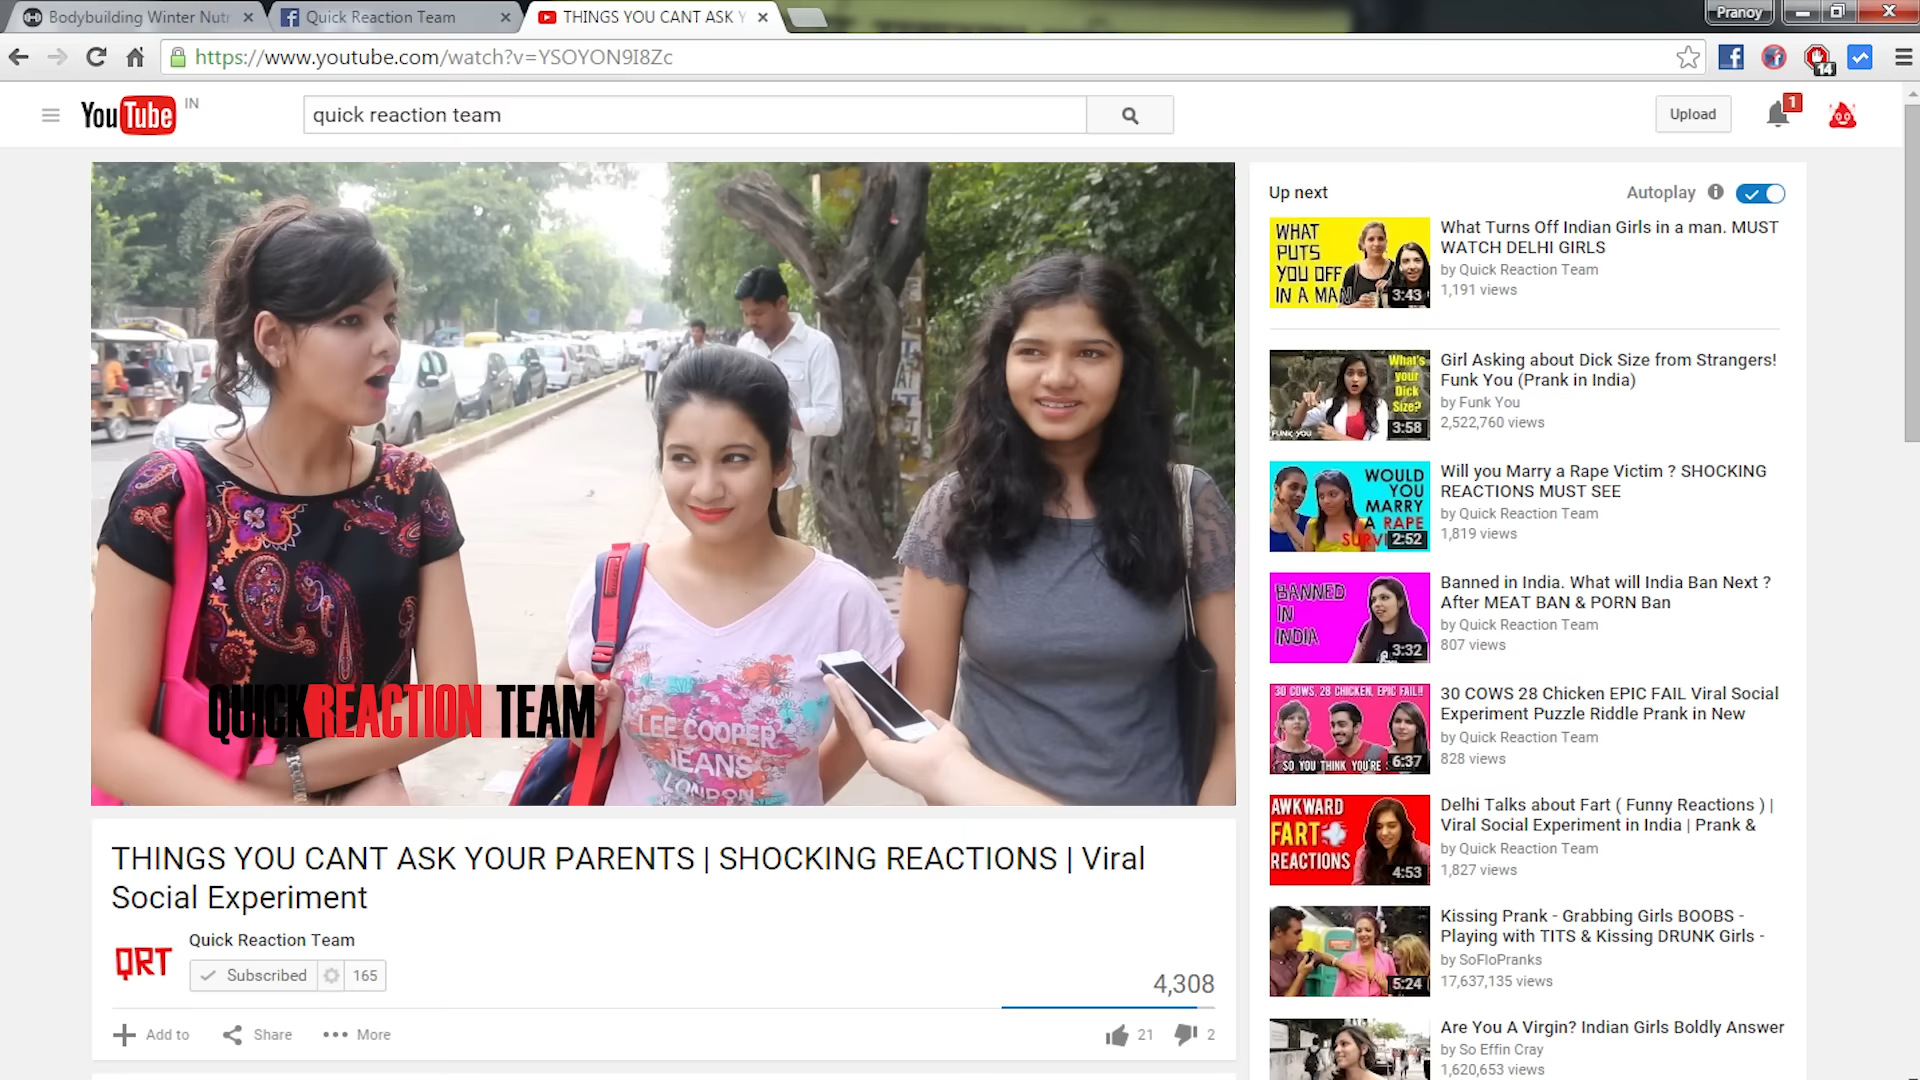 Bodybuilding Winter Nutr
Quick Reaction Team
THINGS YOU CANT ASK Y
Pranoy
https://www.youtube.com/watch?v=YSOYON9I8Zc
14
YouTube IN
quick reaction team
Upload
1
QUICK REACTION TEAM
LEE COOPER
JEANS
LONDON
THINGS YOU CANT ASK YOUR PARENTS | SHOCKING REACTIONS | Viral
Social Experiment
QRT
Quick Reaction Team
Subscribed 165
4,308
Add to Share More
21 2
Up next Autoplay
WHAT
PUTS
YOU OFF
IN A MAN
3:43
What Turns Off Indian Girls in a man. MUST
WATCH DELHI GIRLS
by Quick Reaction Team
1,191 views
What's
your
Dick
Size?
FUNK YOU
3:58
Girl Asking about Dick Size from Strangers!
Funk You (Prank in India)
by Funk You
2,522,760 views
WOULD
YOU
MARRY
A RAPE
2:52
Will you Marry a Rape Victim ? SHOCKING
REACTIONS MUST SEE
by Quick Reaction Team
1,819 views
BANNED
IN
INDIA
3:32
Banned in India. What will India Ban Next ?
After MEAT BAN & PORN Ban
by Quick Reaction Team
807 views
30 COWS, 28 CHICKEN, EPIC FAIL!!
SO YOU THINK YOU'RE
6:37
30 COWS 28 Chicken EPIC FAIL Viral Social
Experiment Puzzle Riddle Prank in New
by Quick Reaction Team
828 views
AWKWARD
FART
REACTIONS
4:53
Delhi Talks about Fart ( Funny Reactions ) |
Viral Social Experiment in India | Prank &
by Quick Reaction Team
1,827 views
5:24
Kissing Prank - Grabbing Girls BOOBS -
Playing with TITS & Kissing DRUNK Girls -
by SoFloPranks
17,637,135 views
Are You A Virgin? Indian Girls Boldly Answer
by So Effin Cray
1,620,653 views